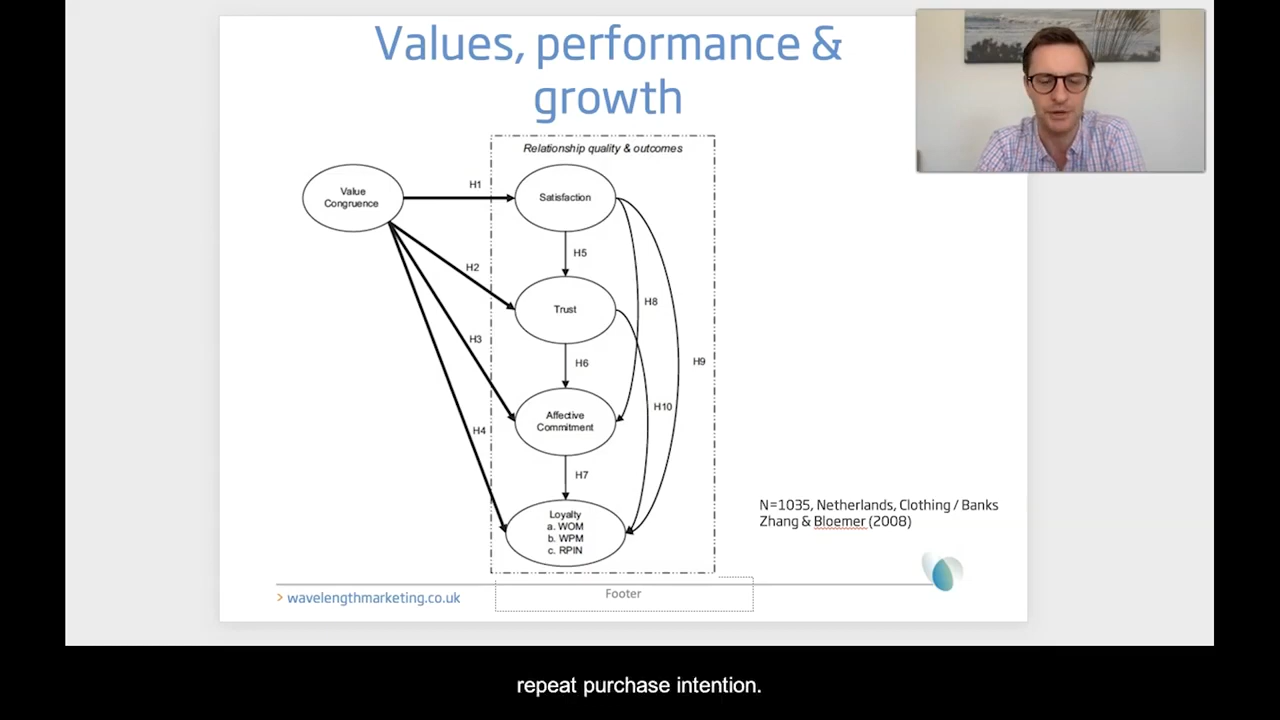 Values, performance &
growth
Relationship quality & outcomes
Value
Congruence
H1
Satisfaction
H5
H2
Trust
H8
H3
H6
H9
Affective
Commitment
H10
H4
H7
Loyalty
a. WOM
b. WPM
c. RPIN
N=1035, Netherlands, Clothing / Banks
Zhang & Bloemer (2008)
> wavelengthmarketing.co.uk
Footer
repeat purchase intention.